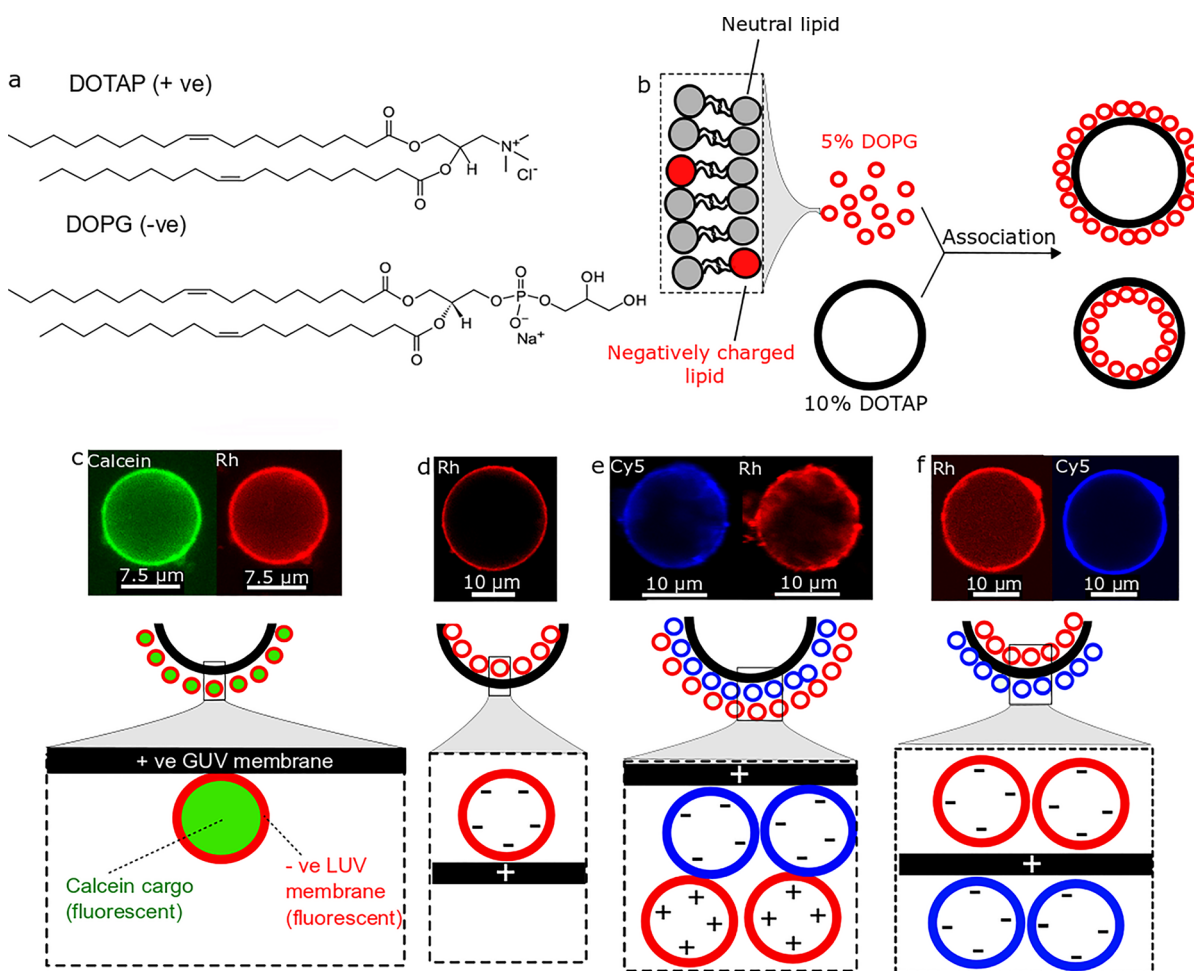 a
DOTAP (+ ve)
O
O
N⁺
O
H
O
Cl⁻
DOPG (-ve)
O
O
O
P
O
OH
OH
O
H
O⁻
O
Na⁺
Neutral lipid
b
5% DOPG
Association
Negatively charged
lipid
10% DOTAP
c
Calcein
Rh
7.5 µm
7.5 µm
d
Rh
10 µm
e
Cy5
Rh
10 µm
10 µm
f
Rh
Cy5
10 µm
10 µm
+ ve GUV membrane
Calcein cargo
(fluorescent)
- ve LUV
membrane
(fluorescent)
- - - - -
+
+
- - - -
- - - -
+ + + +
+ + + +
- - - -
- - - -
+
- - - -
- - - -